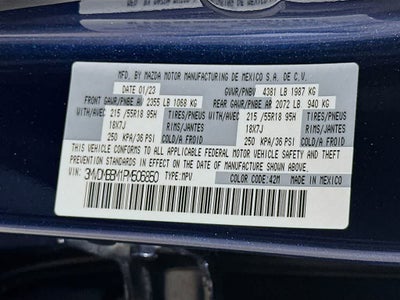 MFD. BY MAZDA MOTOR MANUFACTURING DE MEXICO S.A. DE C.V.
DATE 01/23 GVWR/PNBV 4381 LB 1987 KG
FRONT GAWR/PNBE AV 2355 LB 1068 KG REAR GAWR/PNBE AR 2072 LB 940 KG
WITH/AVEC 215 /55R18 95H TIRES/PNEUS WITH/AVEC 215 /55R18 95H TIRES/PNEUS
18X7J RIMS/JANTES 18X7J RIMS/JANTES
250 KPA/36 PSI COLD/A FROID 250 KPA/36 PSI COLD/A FROID
THIS VEHICLE CONFORMS TO ALL APPLICABLE FEDERAL MOTOR VEHICLE SAFETY AND THEFT
PREVENTION STANDARDS IN EFFECT ON THE DATE OF MANUFACTURE SHOWN ABOVE.
VIN: TYPE:MPV COLOR CODE:42M MADE IN MEXICO